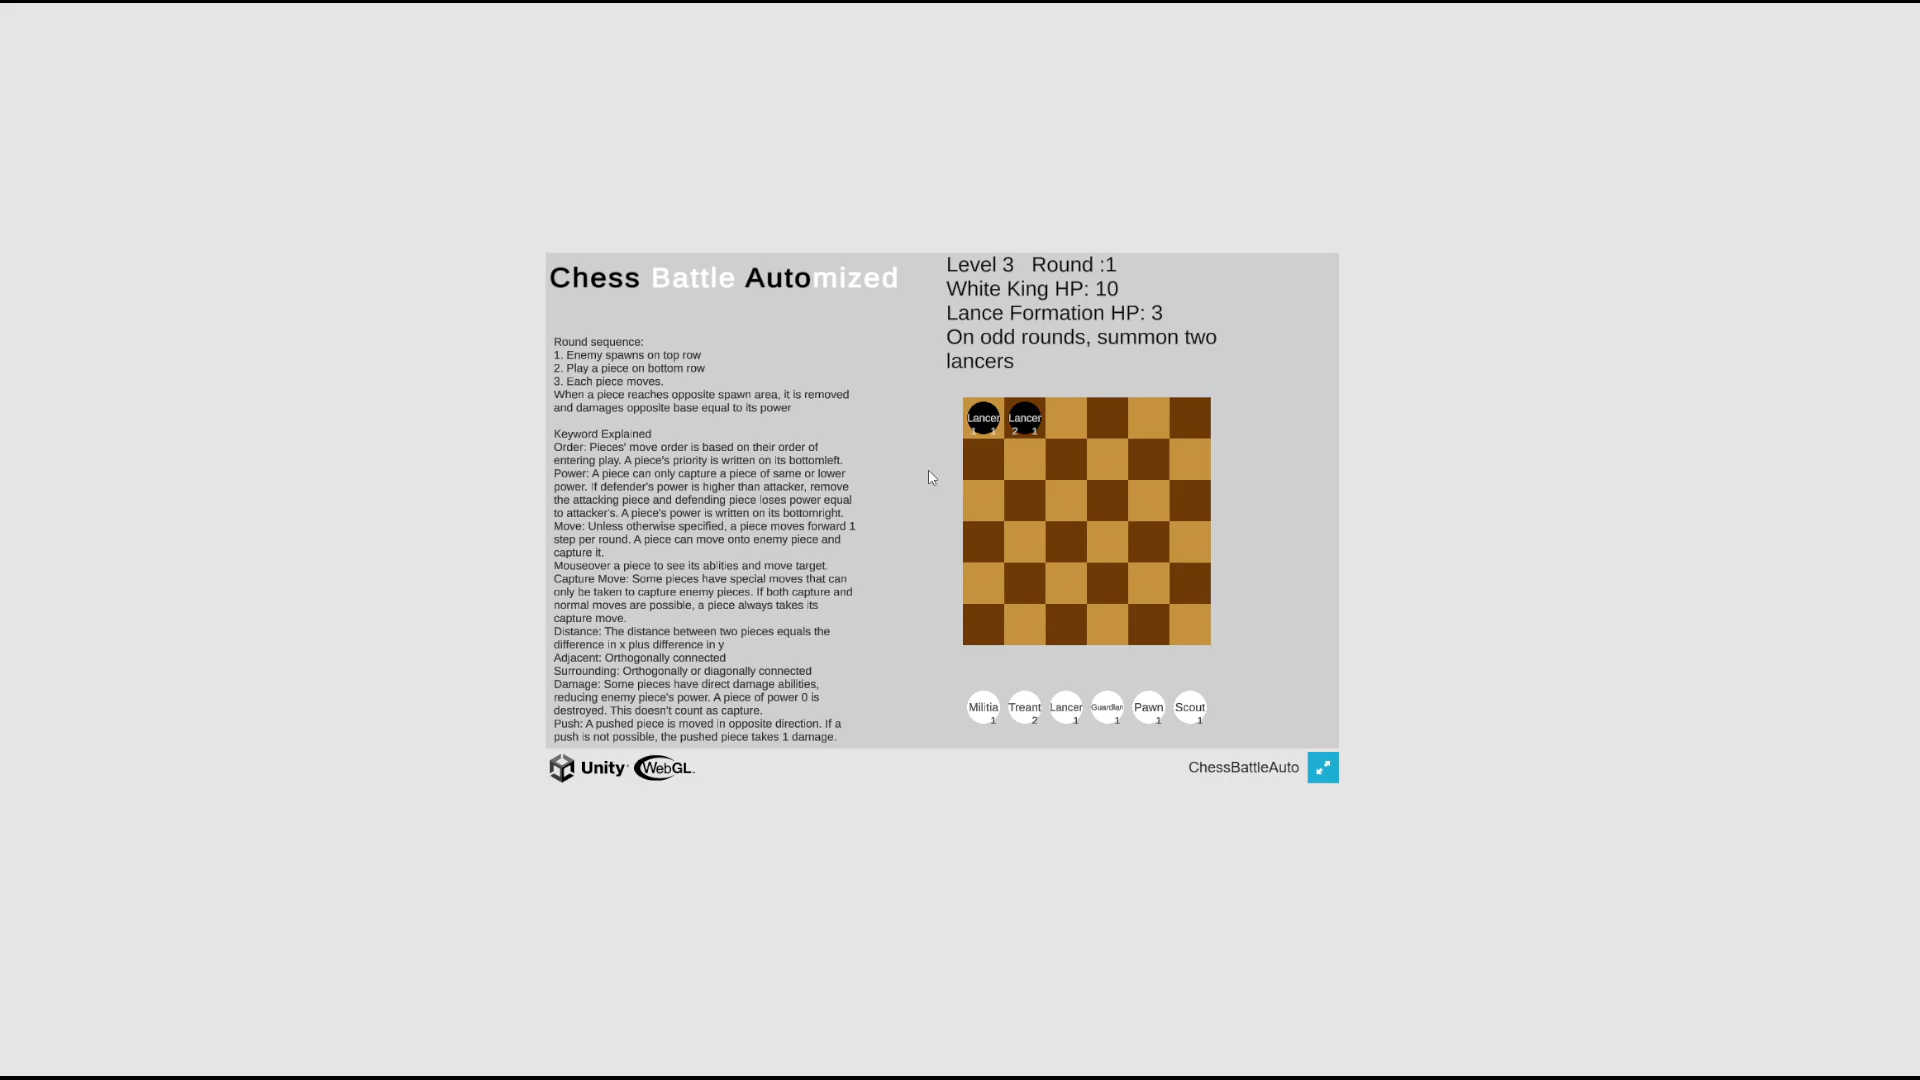 Chess Battle Automized
Round sequence:
1. Enemy spawns on top row
2. Play a piece on bottom row
3. Each piece moves.
When a piece reaches opposite spawn area, it is removed
and damages opposite base equal to its power
Keyword Explained
Order: Pieces' move order is based on their order of
entering play. A piece's priority is written on its bottomleft.
Power: A piece can only capture a piece of same or lower
power. If defender's power is higher than attacker, remove
the attacking piece and defending piece loses power equal
to attacker's. A piece's power is written on its bottomright.
Move: Unless otherwise specified, a piece moves forward 1
step per round. A piece can move onto enemy piece and
capture it.
Mouseover a piece to see its ablities and move target.
Capture Move: Some pieces have special moves that can
only be taken to capture enemy pieces. If both capture and
normal moves are possible, a piece always takes its
capture move.
Distance: The distance between two pieces equals the
difference in x plus difference in y
Adjacent: Orthogonally connected
Surrounding: Orthogonally or diagonally connected
Damage: Some pieces have direct damage abilities,
reducing enemy piece's power. A piece of power 0 is
destroyed. This doesn't count as capture.
Push: A pushed piece is moved in opposite direction. If a
push is not possible, the pushed piece takes 1 damage.
Level 3 Round :1
White King HP: 10
Lance Formation HP: 3
On odd rounds, summon two
lancers
Lancer Lancer
1 1 2 1
Militia Treant Lancer Guardian Pawn Scout
1 2 1 1 1 1
Unity WebGL
ChessBattleAuto